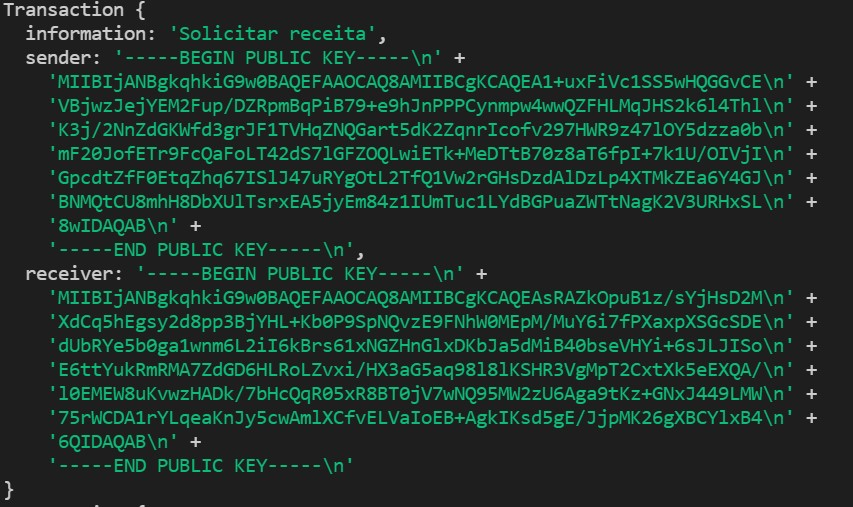 Transaction {
information: 'Solicitar receita',
sender: '-----BEGIN PUBLIC KEY-----\n' +
'MIIBIjANBgkqhkiG9w0BAQEFAAOCAQ8AMIIBCgKCAQEA1+uxFiVc1SS5wHQGGvCE\n' +
'VBjwzJejYEM2Fup/DZRpmBqPiB79+e9hJnPPPCynmpw4wwQZFHLMqJHS2k6l4Thl\n' +
'K3j/2NnZdGKWfd3grJF1TVHqZNQGart5dK2ZqnrIcofv297HWR9z47lOY5dzza0b\n' +
'mF20JofETr9FcQaFoLT42dS7lGFZOQLwiETk+MeDTtB70z8aT6fpI+7k1U/OIVjI\n' +
'GpcdtZfF0EtqZhq67ISlJ47uRYgOtL2TfQ1Vw2rGHsDzdAlDzLp4XTMkZEa6Y4GJ\n' +
'BNMQtCU8mhH8DbXUlTsrxEA5jyEm84z1IUmTuc1LYdBGPuaZWTtNagK2V3URHxSL\n' +
'8wIDAQAB\n' +
'-----END PUBLIC KEY-----\n',
receiver: '-----BEGIN PUBLIC KEY-----\n' +
'MIIBIjANBgkqhkiG9w0BAQEFAAOCAQ8AMIIBCgKCAQEAsRAZkOpuB1z/sYjHsD2M\n' +
'XdCq5hEgsy2d8pp3BjYHL+Kb0P9SpNQvzE9FNhW0MEpM/MuY6i7fPXaxpXSGcSDE\n' +
'dUbRYe5b0ga1wnm6L2iI6kBrs61xNGZHnGlxDKbJa5dMiB40bseVHYi+6sJLJISo\n' +
'E6ttYukRmRMA7ZdGD6HLRoLZvxi/HX3aG5aq98l8lKSHR3VgMpT2CxtXk5eEXQA/\n' +
'l0EMEW8uKvwzHADk/7bHcQqR05xR8BT0jV7wNQ95MW2zU6Aga9tKz+GNxJ449LMW\n' +
'75rWCDA1rYLqeaKnJy5cwAmlXCfvELVaIoEB+AgkIKsd5gE/JjpMK26gXBCYlxB4\n' +
'6QIDAQAB\n' +
'-----END PUBLIC KEY-----\n'
}